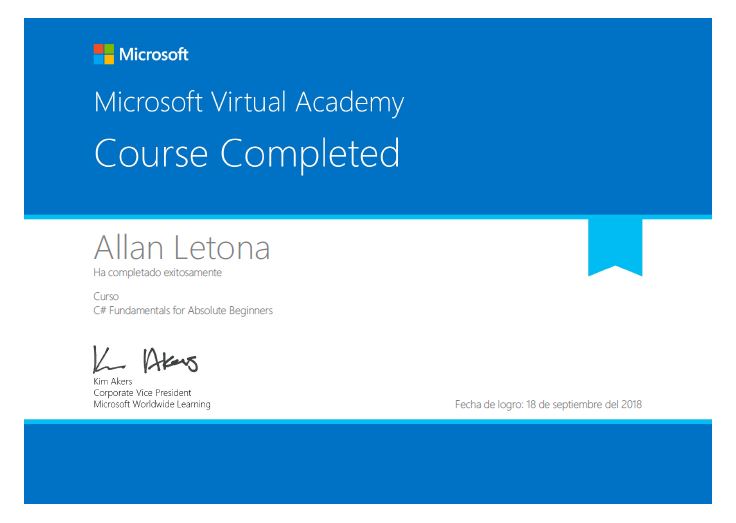 Microsoft
Microsoft Virtual Academy
Course Completed
Allan Letona
Ha completado exitosamente
Curso
C# Fundamentals for Absolute Beginners
Kim Akers
Kim Akers
Corporate Vice President
Microsoft Worldwide Learning
Fecha de logro: 18 de septiembre del 2018